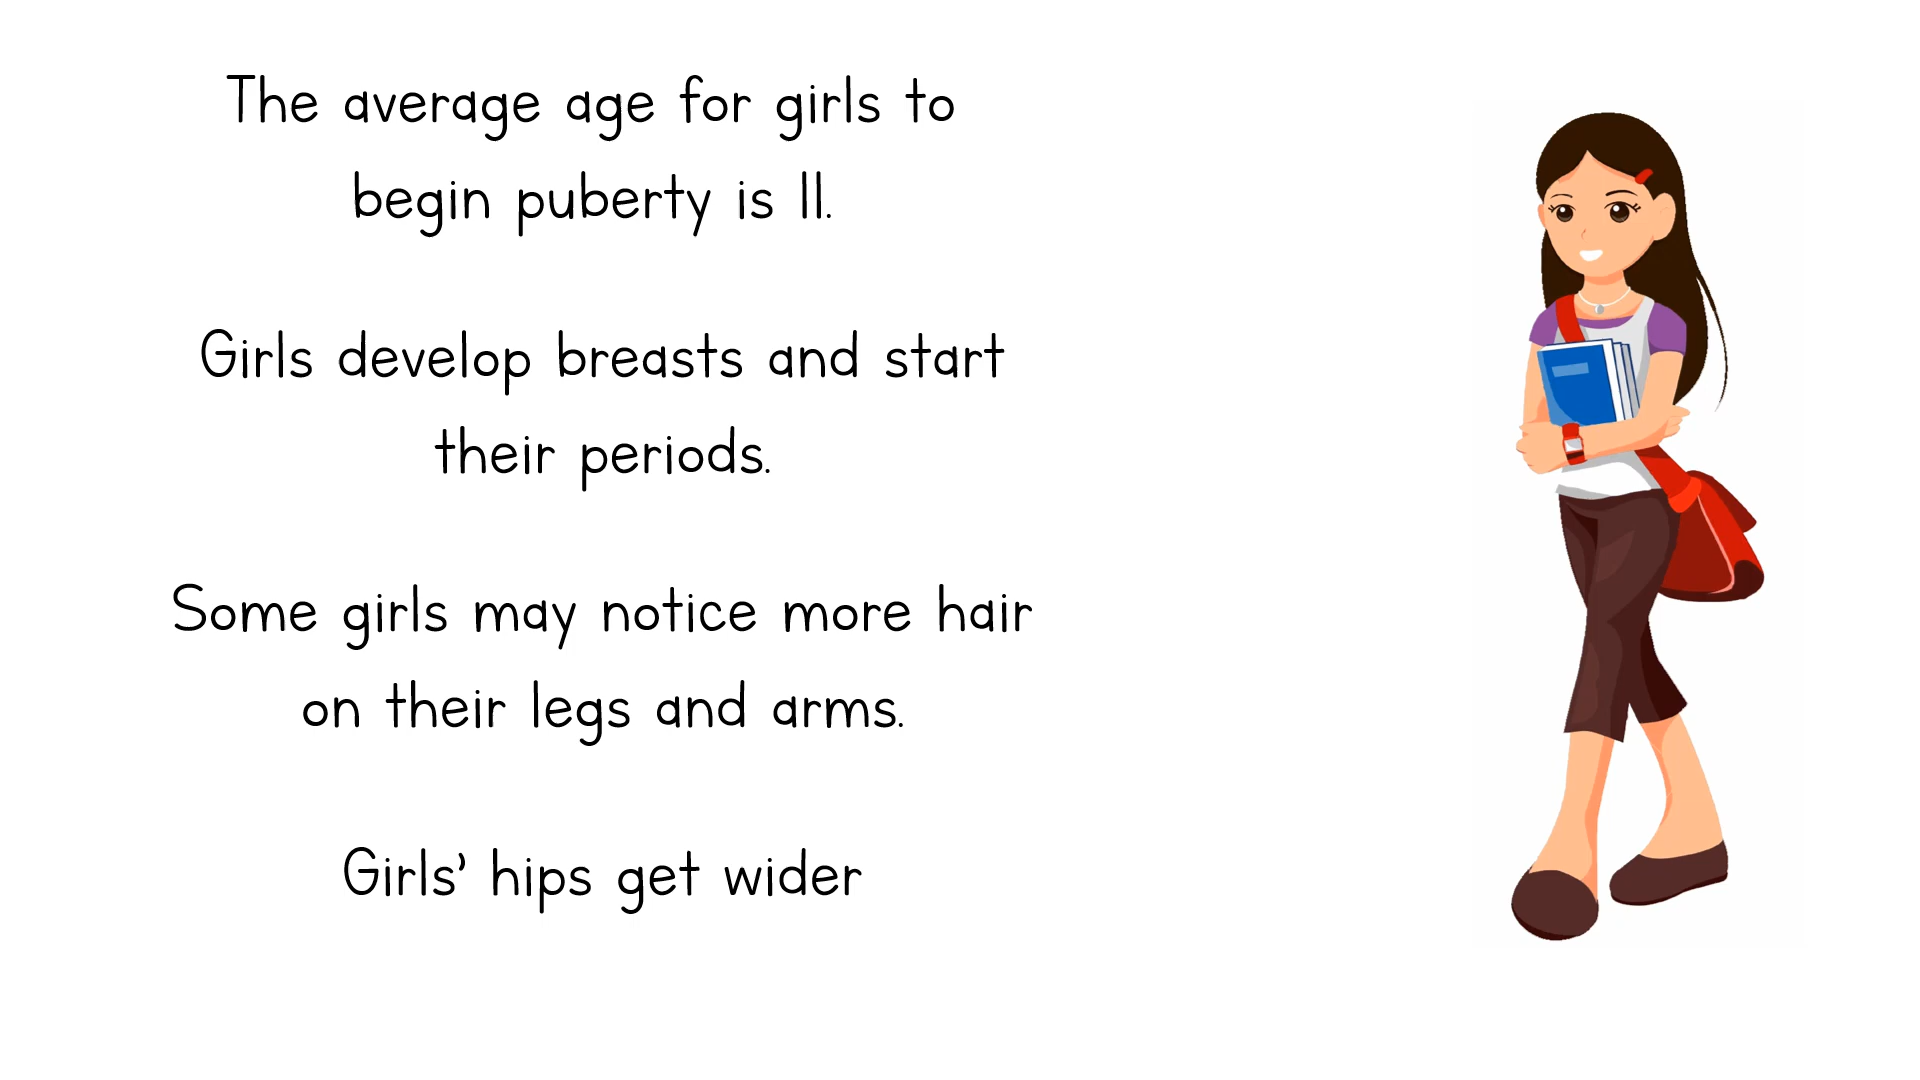 The average age for girls to
begin puberty is 11.
Girls develop breasts and start
their periods.
Some girls may notice more hair
on their legs and arms.
Girls’ hips get wider